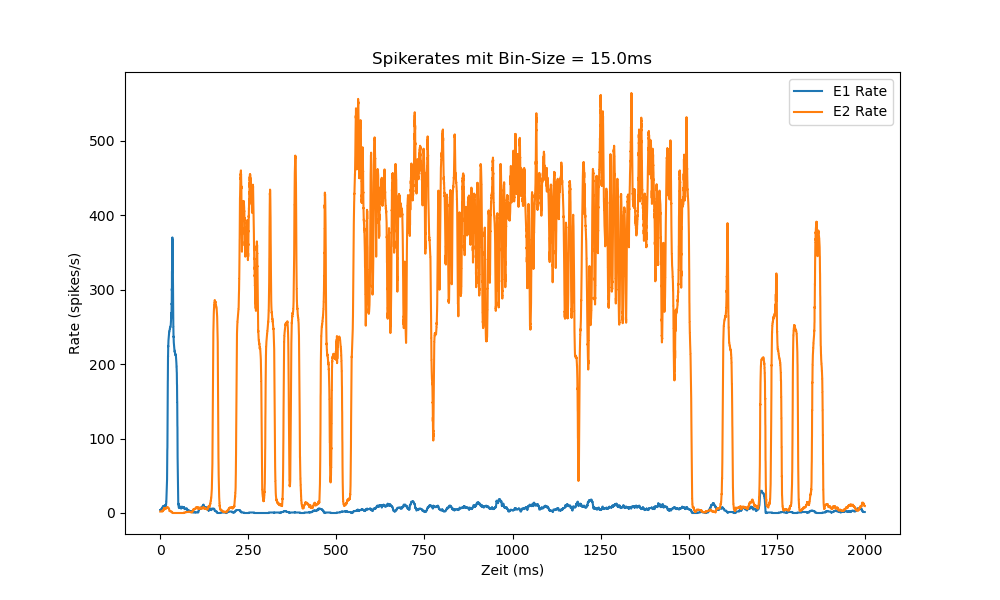 Spikerates mit Bin-Size = 15.0ms
E1 Rate
E2 Rate
500
400
300
200
100
0
Rate (spikes/s)
0 250 500 750 1000 1250 1500 1750 2000
Zeit (ms)